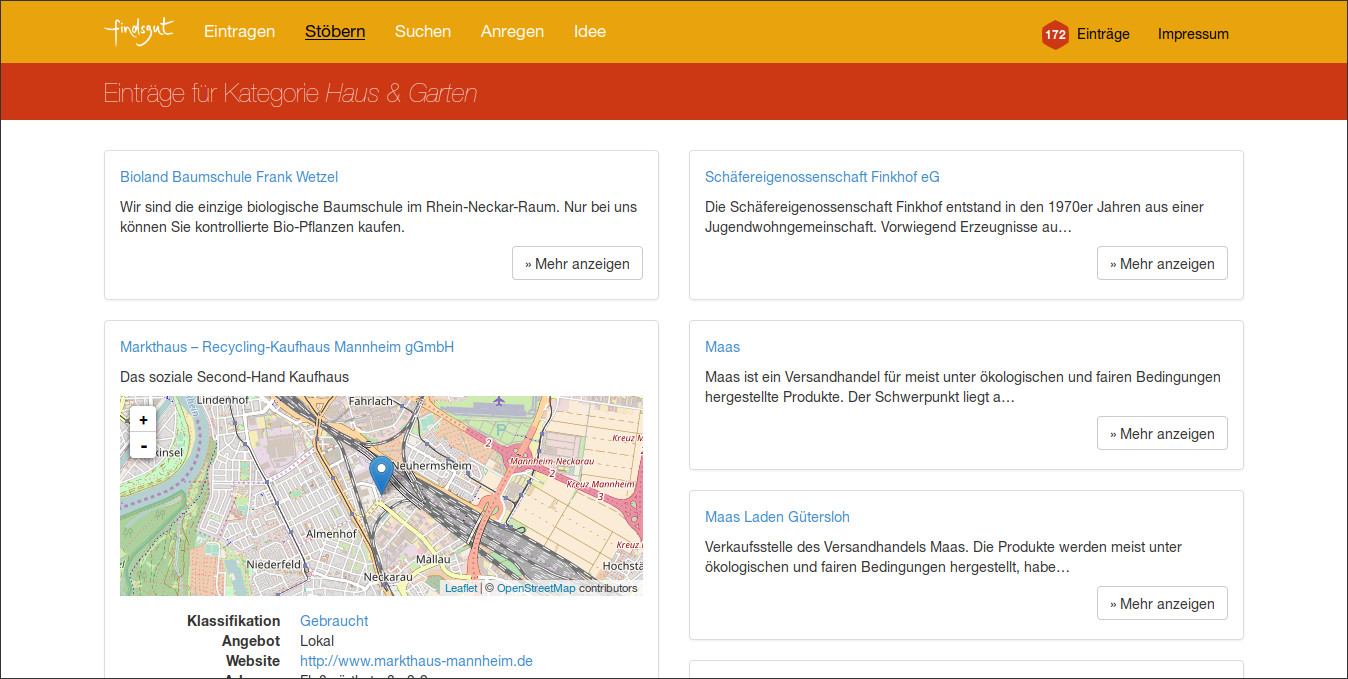 findsgut
Eintragen
Stöbern
Suchen
Anregen
Idee
172 Einträge
Impressum
Einträge für Kategorie Haus & Garten
Bioland Baumschule Frank Wetzel
Wir sind die einzige biologische Baumschule im Rhein-Neckar-Raum. Nur bei uns
können Sie kontrollierte Bio-Pflanzen kaufen.
» Mehr anzeigen
Schäfereigenossenschaft Finkhof eG
Die Schäfereigenossenschaft Finkhof entstand in den 1970er Jahren aus einer
Jugendwohngemeinschaft. Vorwiegend Erzeugnisse au…
» Mehr anzeigen
Markthaus – Recycling-Kaufhaus Mannheim gGmbH
Das soziale Second-Hand Kaufhaus
+
-
Lindenhof
Fahrlach
P
Kreuz M
2
Neuhermsheim
Mannheim-Neckarau
2
Kreuz Mannheim
3
Almenhof
Kreuz
Niederfeld
Mallau
Hochstä
Neckarau
Leaflet | © OpenStreetMap contributors
Klassifikation Gebraucht
Angebot Lokal
Website http://www.markthaus-mannheim.de
Maas
Maas ist ein Versandhandel für meist unter ökologischen und fairen Bedingungen
hergestellte Produkte. Der Schwerpunkt liegt a…
» Mehr anzeigen
Maas Laden Gütersloh
Verkaufsstelle des Versandhandels Maas. Die Produkte werden meist unter
ökologischen und fairen Bedingungen hergestellt, habe…
» Mehr anzeigen